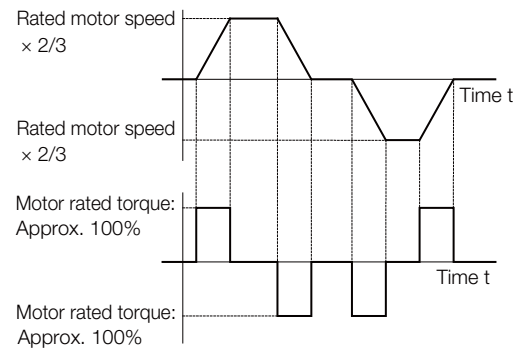 Rated motor speed
× 2/3
Time t
Rated motor speed
× 2/3
Motor rated torque:
Approx. 100%
Time t
Motor rated torque:
Approx. 100%